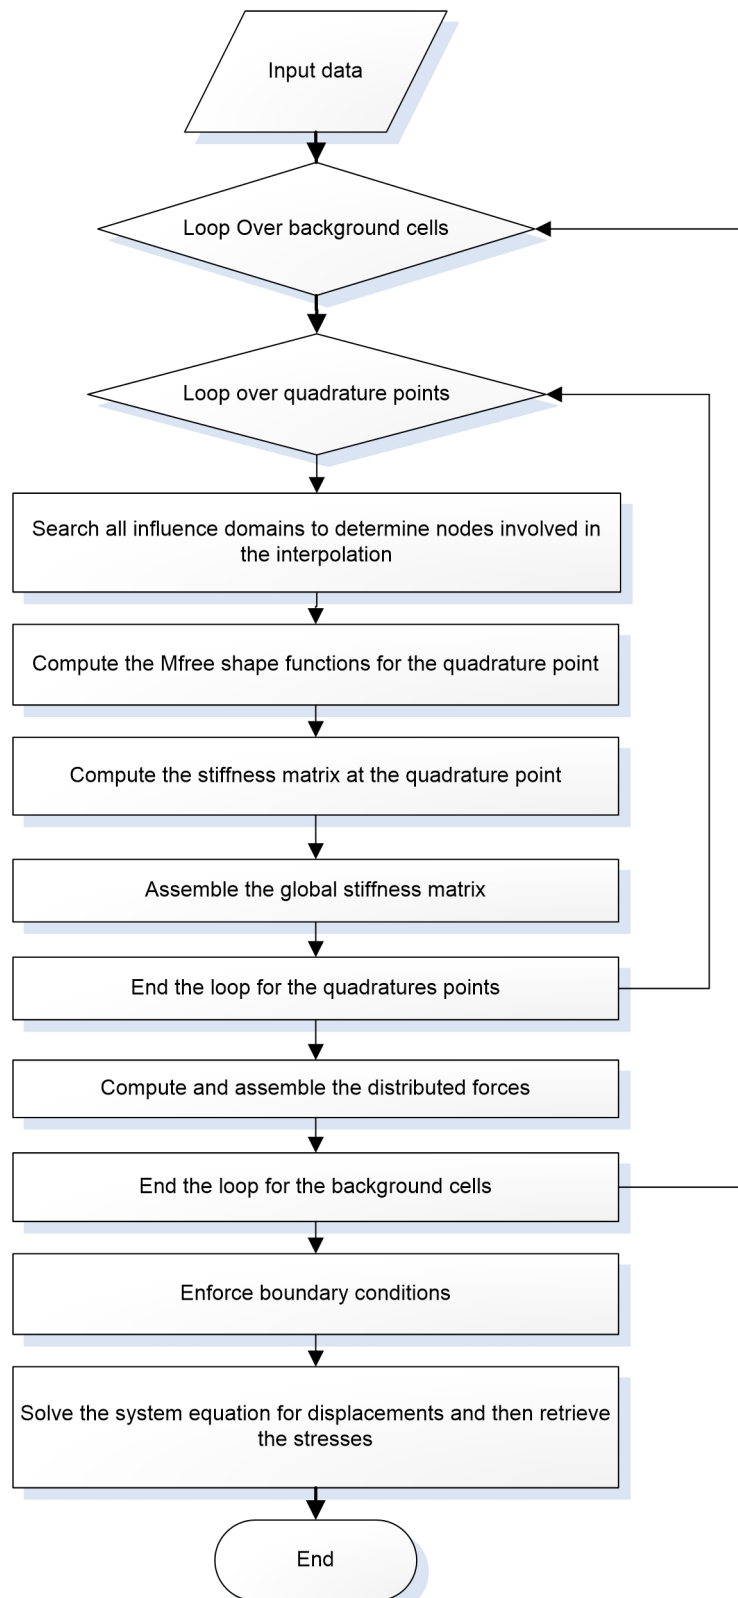 Input data
Loop Over background cells
Loop over quadrature points
Search all influence domains to determine nodes involved in
the interpolation
Compute the Mfree shape functions for the quadrature point
Compute the stiffness matrix at the quadrature point
Assemble the global stiffness matrix
End the loop for the quadratures points
Compute and assemble the distributed forces
End the loop for the background cells
Enforce boundary conditions
Solve the system equation for displacements and then retrieve
the stresses
End